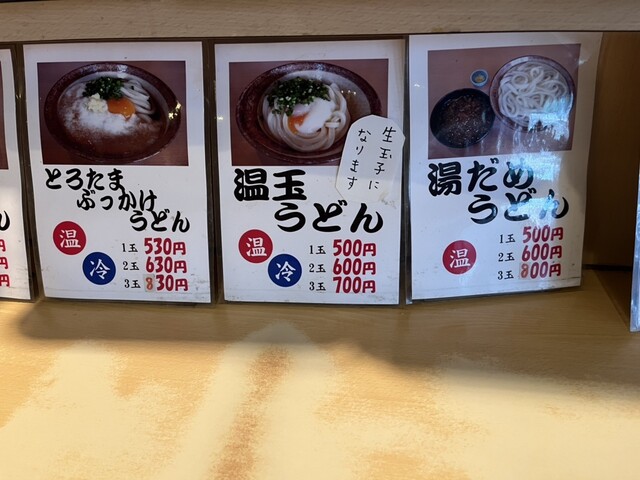 とろたま
ぶっかけ
うどん
温
冷
1玉 530円
2玉 630円
3玉 830円
生玉子に
なります
温玉
うどん
温
冷
1玉 500円
2玉 600円
3玉 700円
湯だめ
うどん
温
1玉 500円
2玉 600円
3玉 800円